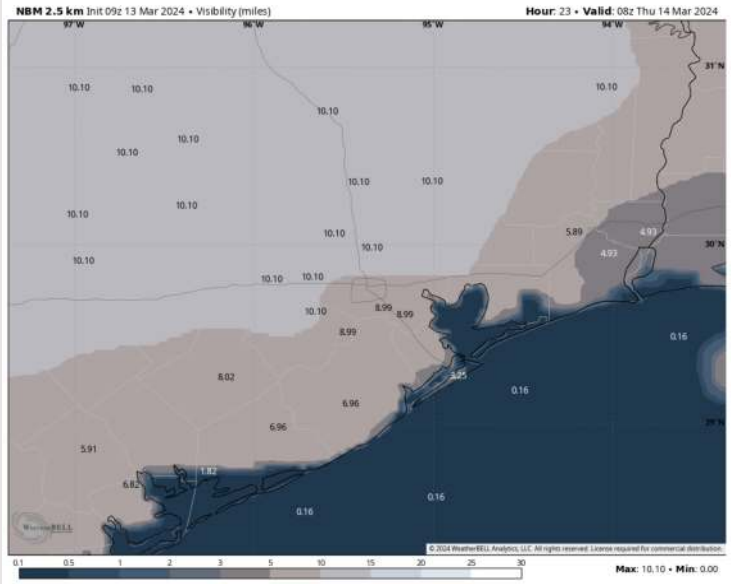 NBM 2.5 km Init 09z 13 Mar 2024 • Visibility (miles) Hour: 23 • Valid: 08z Thu 14 Mar 2024
97°W 96°W 95°W 94°W
31°N
10.10 10.10 10.10
10.10
10.10
10.10
10.10 10.10
10.10
10.10
10.10 5.89 4.93
10.10 30°N
4.93
10.10
10.10 10.10
10.10 8.99 8.99
8.99 0.16
8.02 3.25
0.16
6.96
6.96 29°N
5.91
1.82
6.82
0.16
0.16
WeatherBELL
© 2024 WeatherBELL Analytics, LLC. All rights reserved. License required for commercial distribution.
0.1 0.5 1 2 3 5 10 15 20 25 30
Max: 10.10 • Min: 0.00